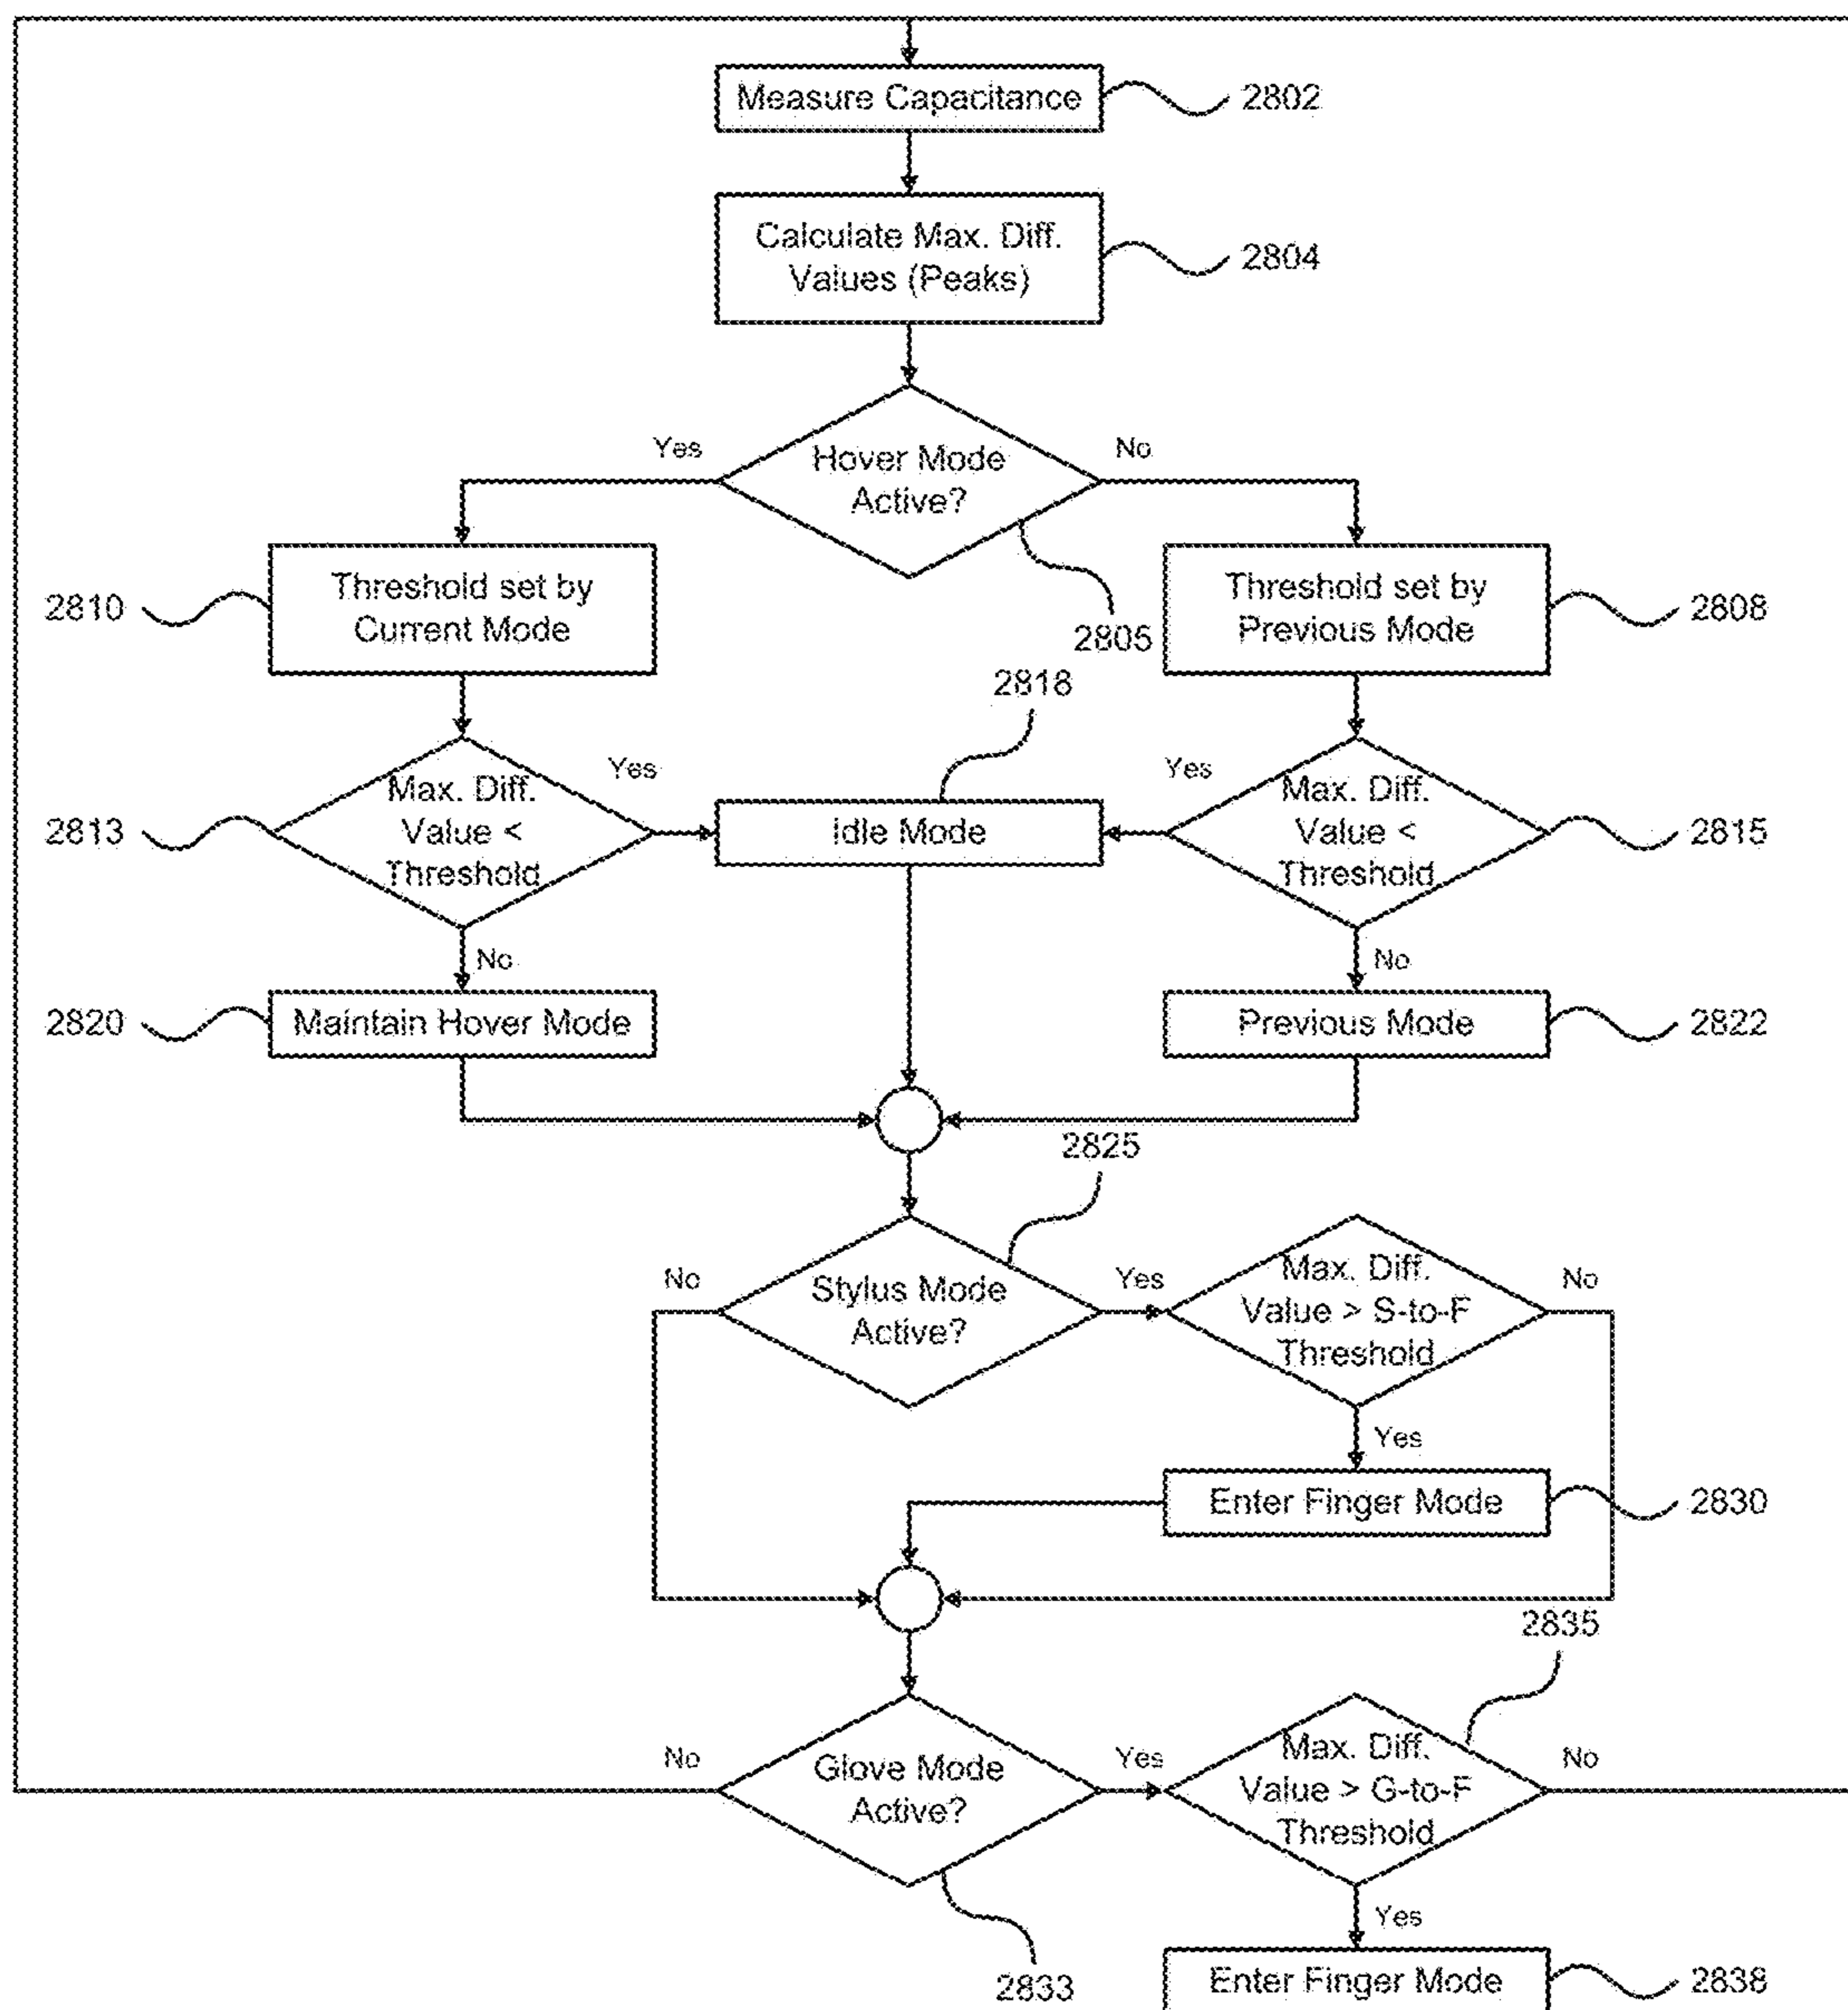 Measure Capacitance
2802
Calculate Max. Diff.
Values (Peaks)
2804
Yes
Hover Mode
Active?
No
2805
2810
Threshold set by
Current Mode
Threshold set by
Previous Mode
2808
2818
2813
Max. Diff.
Value <
Threshold
Yes
Idle Mode
Yes
Max. Diff.
Value <
Threshold
2815
No
No
2820
Maintain Hover Mode
Previous Mode
2822
2825
No
Stylus Mode
Active?
Yes
Max. Diff.
Value > S-to-F
Threshold
No
Yes
Enter Finger Mode
2830
2835
No
Glove Mode
Active?
Yes
Max. Diff.
Value > G-to-F
Threshold
No
Yes
2833
Enter Finger Mode
2838